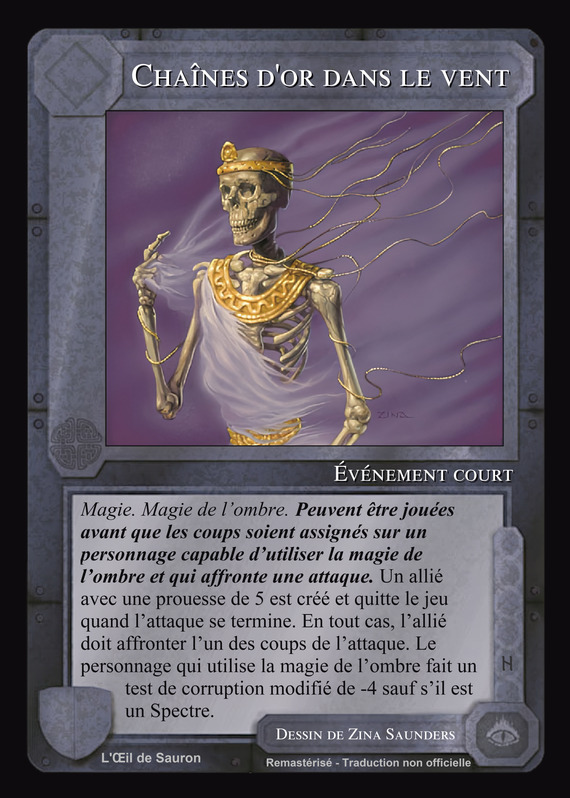 CHAÎNES D'OR DANS LE VENT
ZINA
ÉVÉNEMENT COURT
Magie. Magie de l’ombre. Peuvent être jouées
avant que les coups soient assignés sur un
personnage capable d’utiliser la magie de
l’ombre et qui affronte une attaque. Un allié
avec une prouesse de 5 est créé et quitte le jeu
quand l’attaque se termine. En tout cas, l’allié
doit affronter l’un des coups de l’attaque. Le
personnage qui utilise la magie de l’ombre fait un
test de corruption modifié de -4 sauf s’il est
un Spectre.
DESSIN DE ZINA SAUNDERS
L'Œil de Sauron
Remastérisé - Traduction non officielle